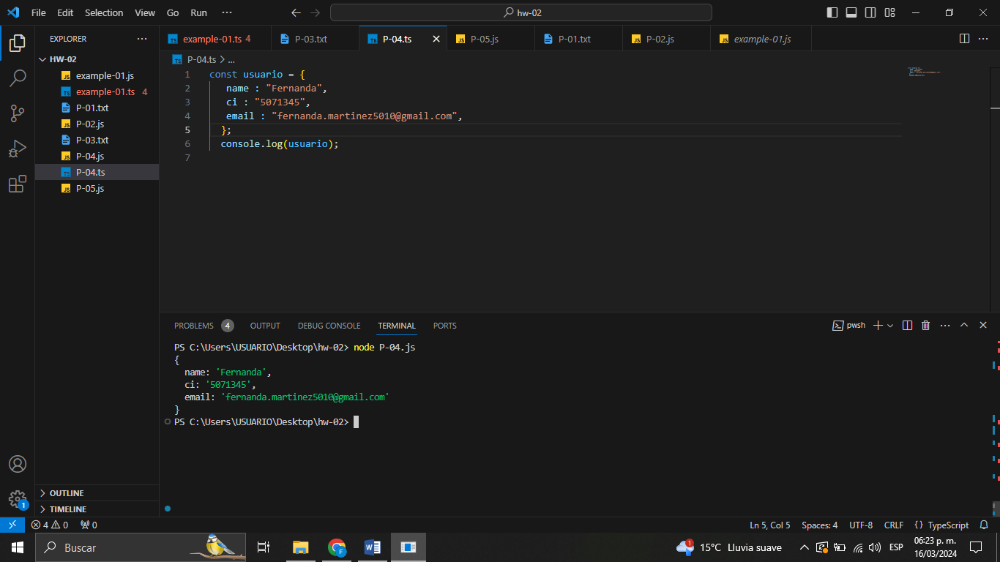 File Edit Selection View Go Run ··· hw-02
EXPLORER ···
HW-02
example-01.js
example-01.ts 4
P-01.txt
P-02.js
P-03.txt
P-04.js
P-04.ts
P-05.js
OUTLINE
TIMELINE
example-01.ts 4 P-03.txt P-04.ts P-05.js P-01.txt P-02.js example-01.js ···
P-04.ts > ...
1 const usuario = {
2 name : "Fernanda",
3 ci : "5071345",
4 email : "fernanda.martinez5010@gmail.com",
5 };
6 console.log(usuario);
7
PROBLEMS 4 OUTPUT DEBUG CONSOLE TERMINAL PORTS pwsh ···
PS C:\Users\USUARIO\Desktop\hw-02> node P-04.js
{
name: 'Fernanda',
ci: '5071345',
email: 'fernanda.martinez5010@gmail.com'
}
PS C:\Users\USUARIO\Desktop\hw-02>
1
4 0 0 Ln 5, Col 5 Spaces: 4 UTF-8 CRLF { } TypeScript
Buscar 1 15°C Lluvia suave ESP 06:23 p. m.
16/03/2024